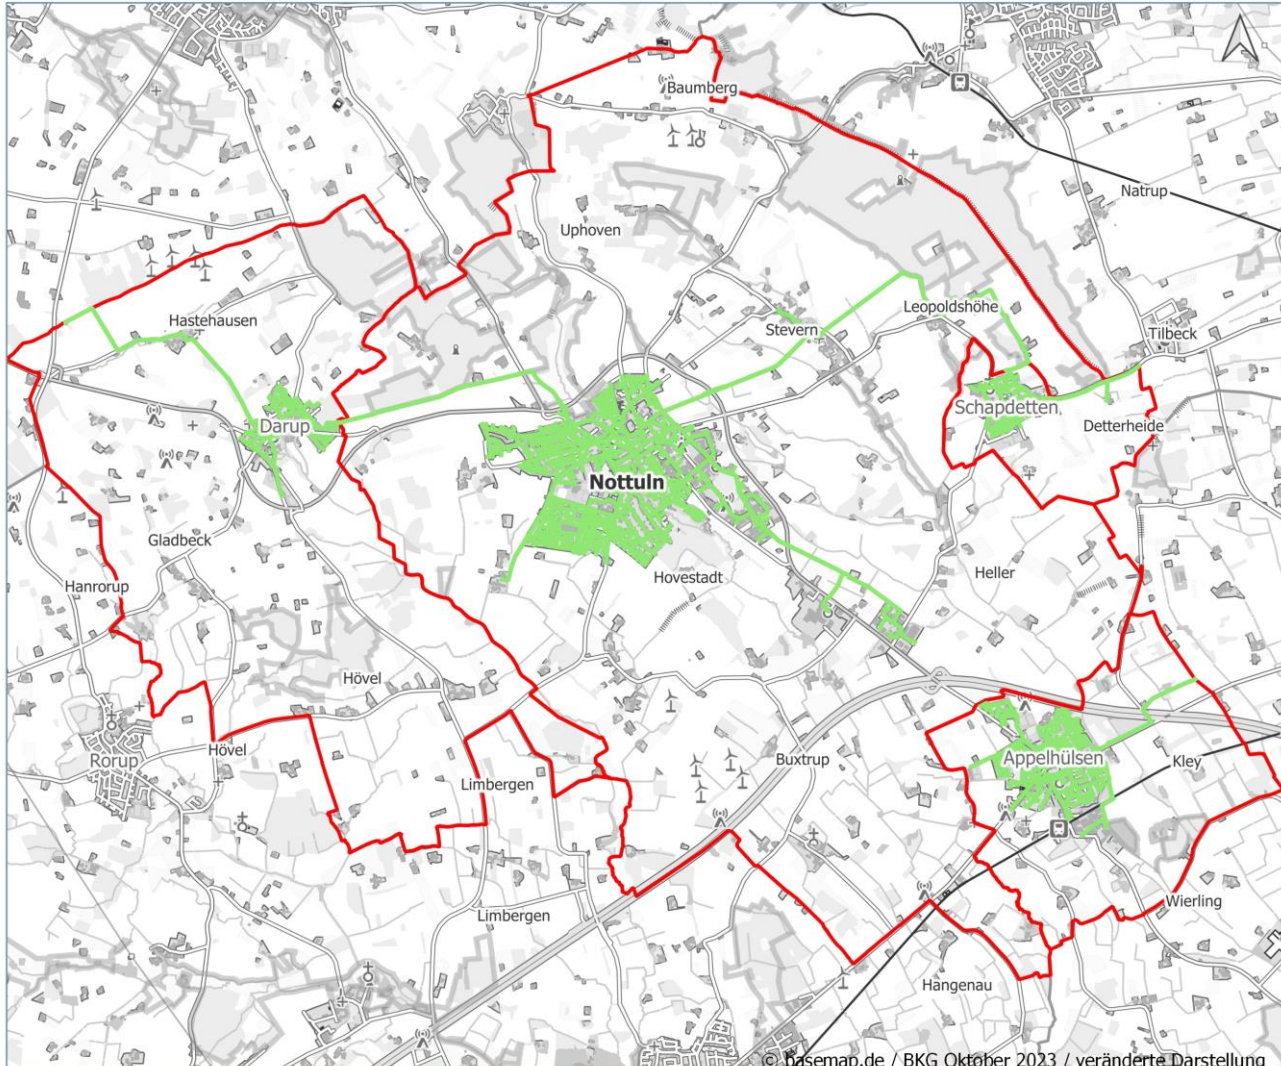 Baumberg
Natrup
Uphoven
Leopoldshöhe
Hastehausen
Stevern
Tilbeck
Schapdetten
Darup
Detterheide
Nottuln
Gladbeck
Heller
Hovestadt
Hanrorup
Hövel
Hövel
Rorup
Buxtrup
Appelhülsen
Kley
Limbergen
Wierling
Limbergen
Hangenau
© basemap.de / BKG Oktober 2023 / veränderte Darstellung